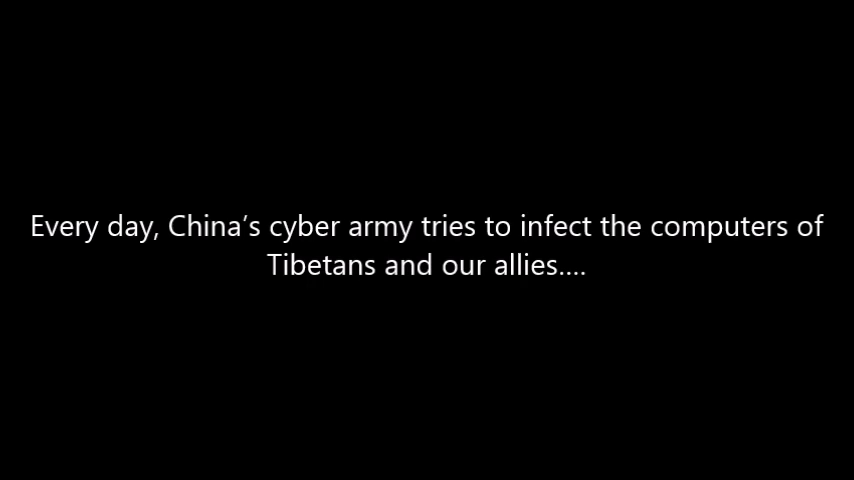 Every day, China’s cyber army tries to infect the computers of
Tibetans and our allies....